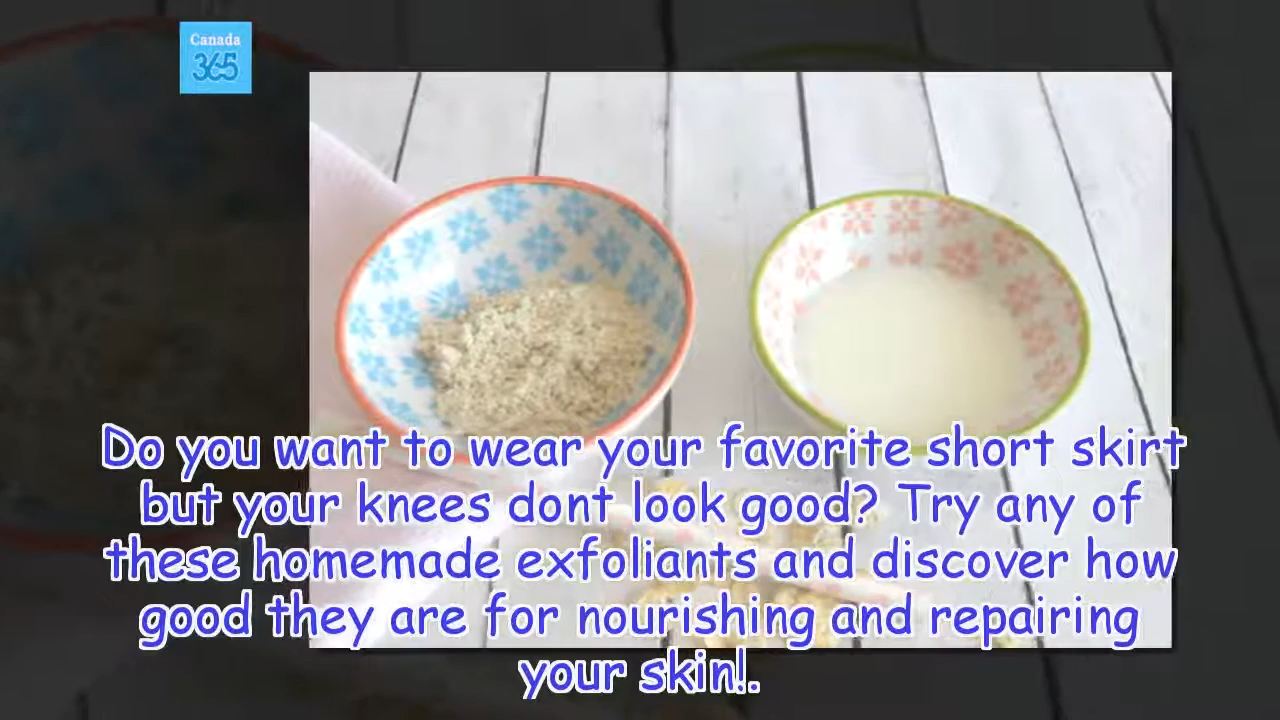 Canada
365
Do you want to wear your favorite short skirt
but your knees dont look good? Try any of
these homemade exfoliants and discover how
good they are for nourishing and repairing
your skin!.